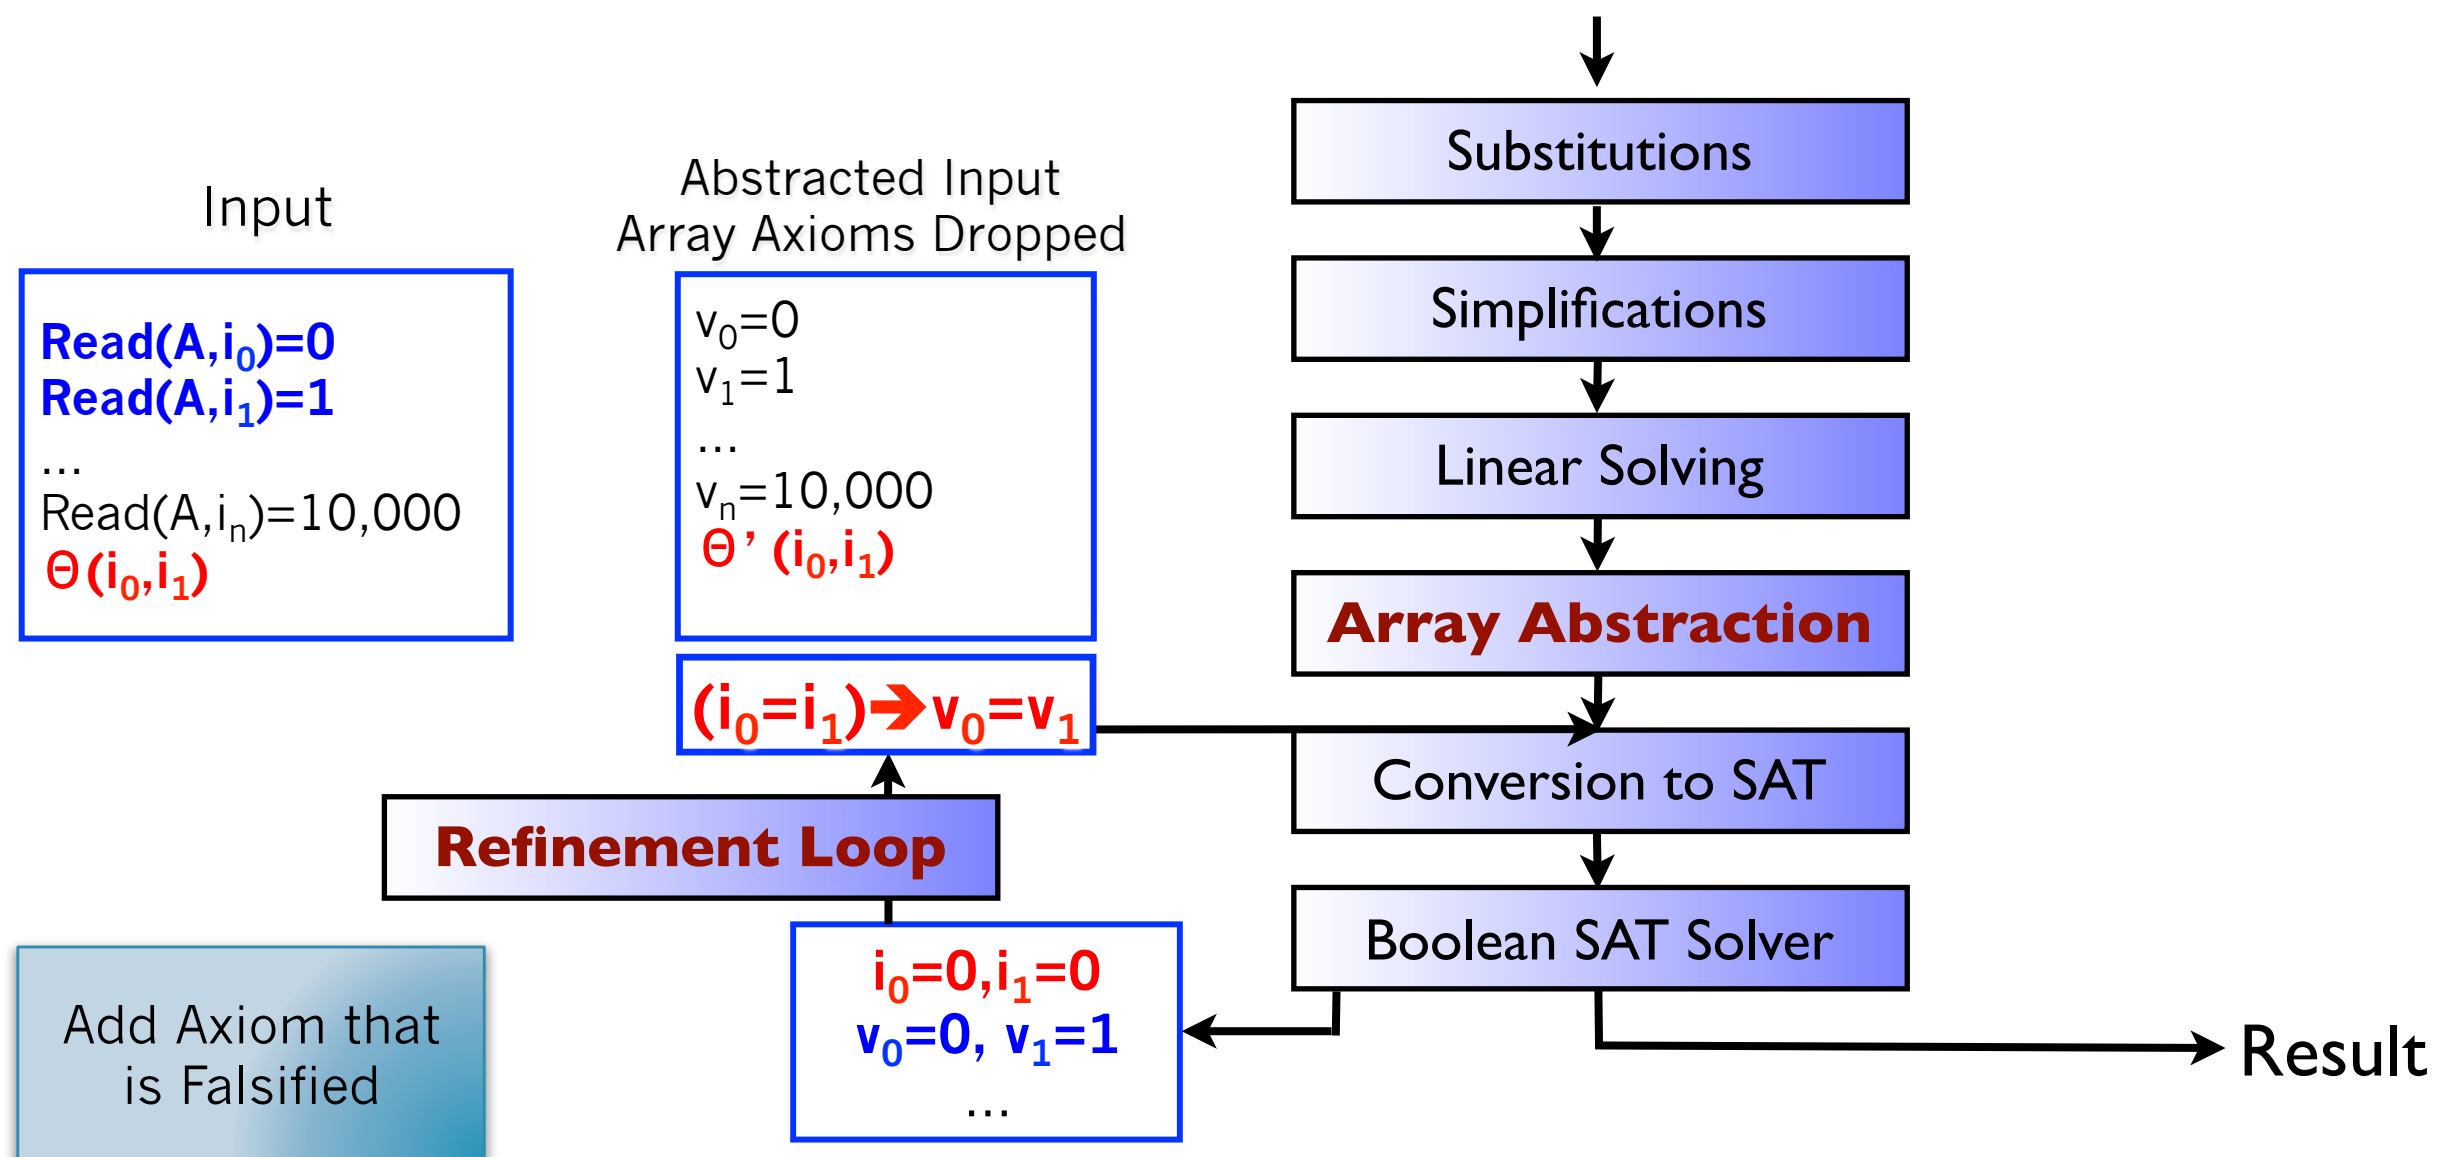 Input
Read(A,i₀)=0
Read(A,i₁)=1
...
Read(A,iₙ)=10,000
Θ(i₀,i₁)
Abstracted Input
Array Axioms Dropped
v₀=0
v₁=1
...
vₙ=10,000
Θ’(i₀,i₁)
(i₀=i₁)➔v₀=v₁
Refinement Loop
i₀=0,i₁=0
v₀=0, v₁=1
...
Add Axiom that
is Falsified
Substitutions
Simplifications
Linear Solving
Array Abstraction
Conversion to SAT
Boolean SAT Solver
Result